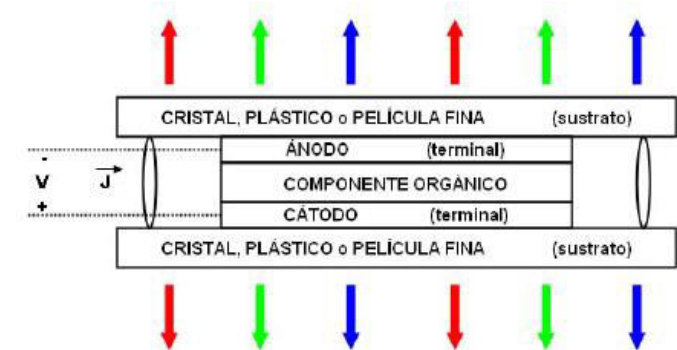 CRISTAL, PLÁSTICO o PELÍCULA FINA (sustrato)
- ÁNODO (terminal)
V J COMPONENTE ORGÁNICO
+ CÁTODO (terminal)
CRISTAL, PLÁSTICO o PELÍCULA FINA (sustrato)